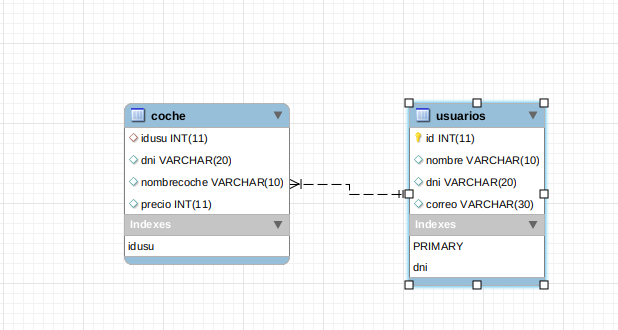 coche
idusu INT(11)
dni VARCHAR(20)
nombrecoche VARCHAR(10)
precio INT(11)
Indexes
idusu
usuarios
id INT(11)
nombre VARCHAR(10)
dni VARCHAR(20)
correo VARCHAR(30)
Indexes
PRIMARY
dni